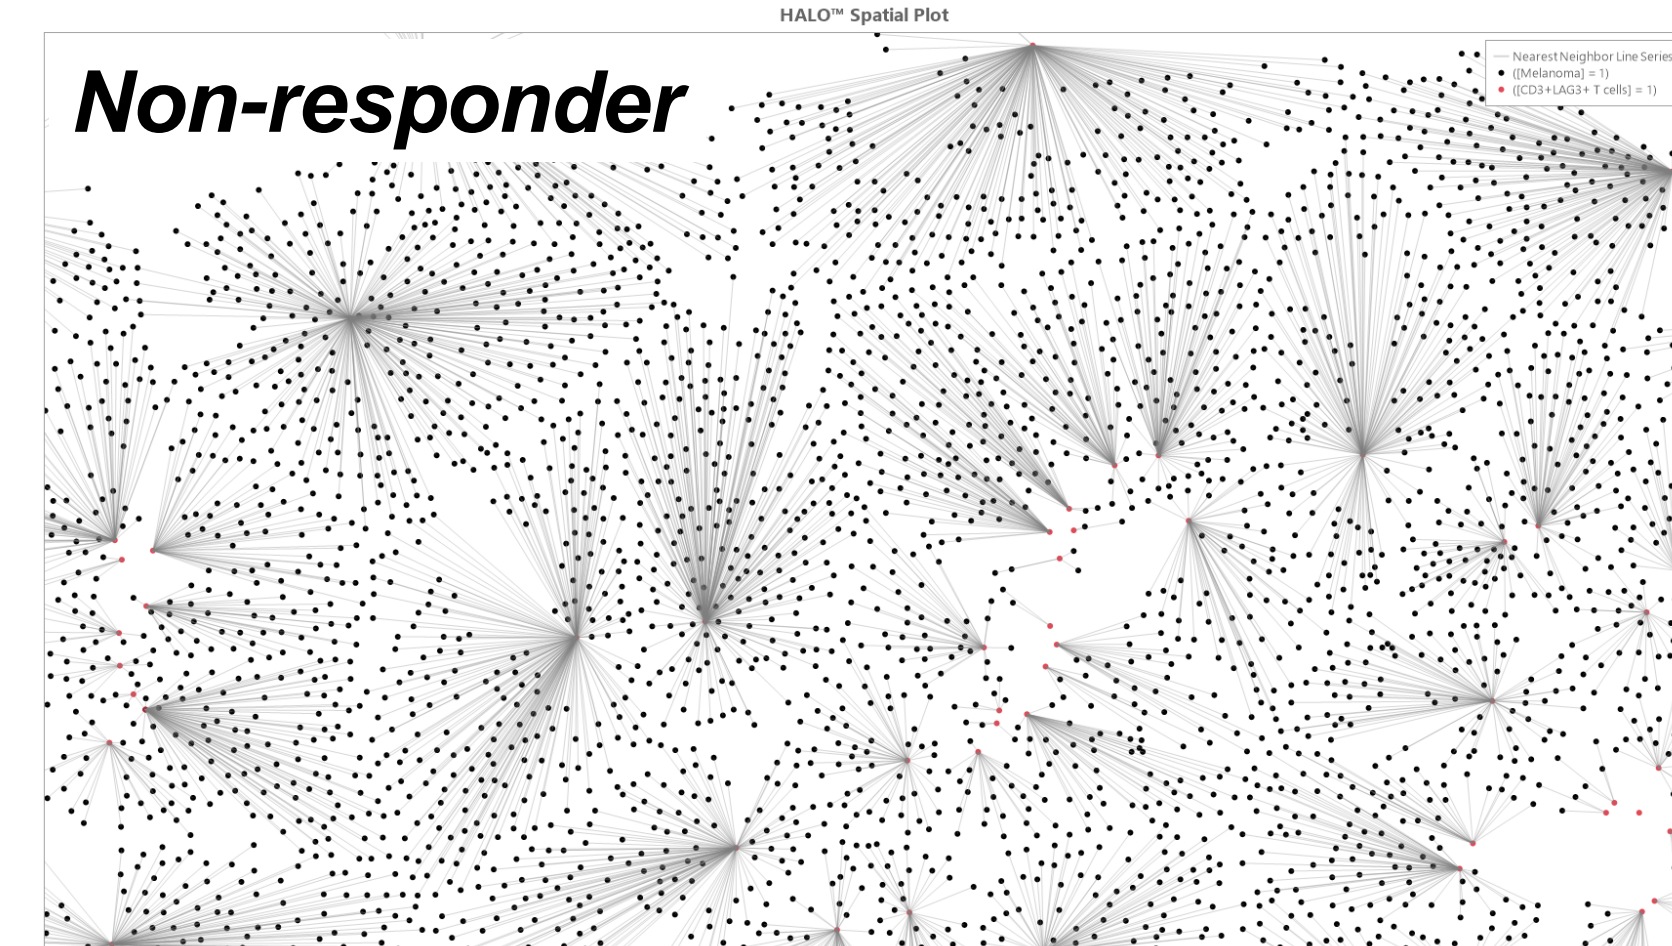 HALO™ Spatial Plot
Non-responder
Nearest Neighbor Line Series
([Melanoma] = 1)
([CD3+LAG3+ T cells] = 1)